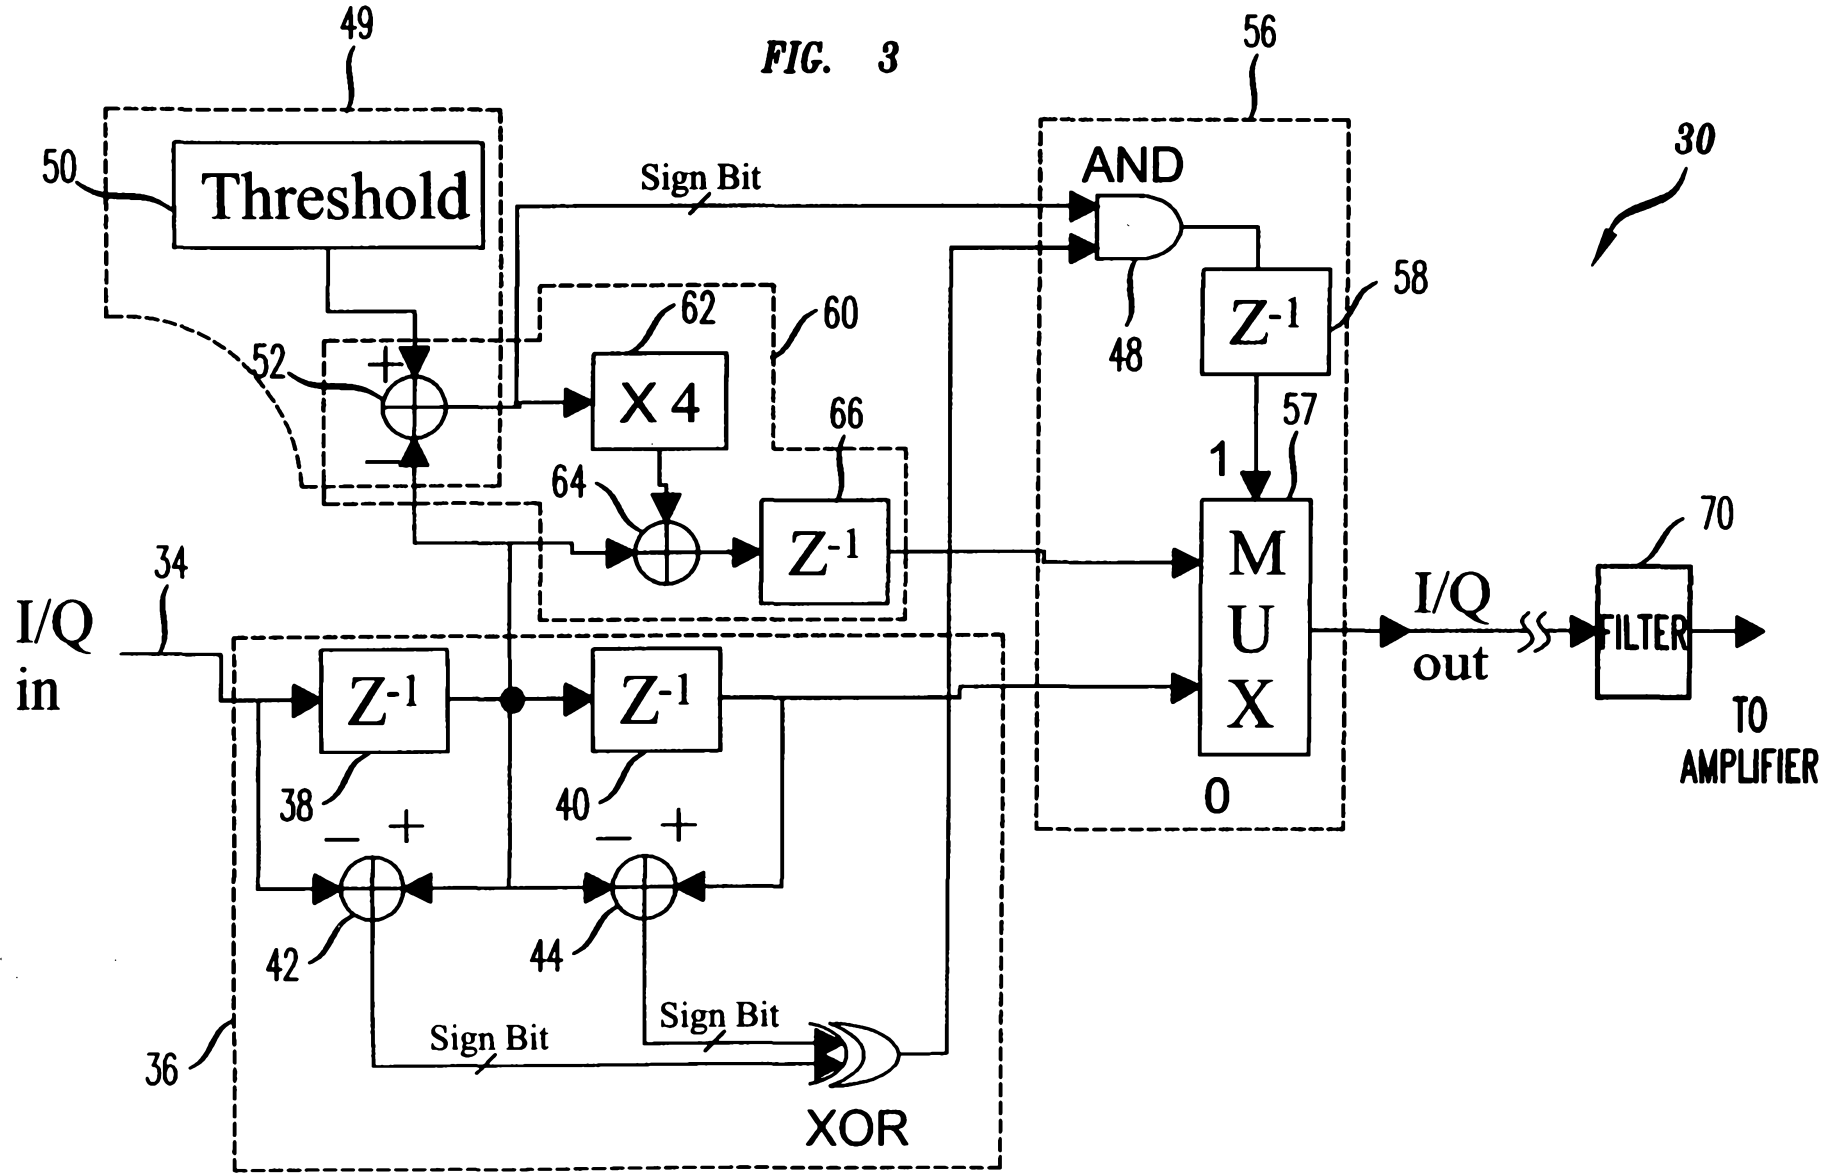 FIG. 3
49
56
30
50
Threshold
Sign Bit
AND
48
Z-1
58
52
+
−
62
X 4
60
64
66
Z-1
1
57
M
U
X
0
I/Q
out
70
FILTER
TO
AMPLIFIER
34
I/Q
in
Z-1
38
Z-1
40
− +
− +
42
44
Sign Bit
Sign Bit
36
XOR